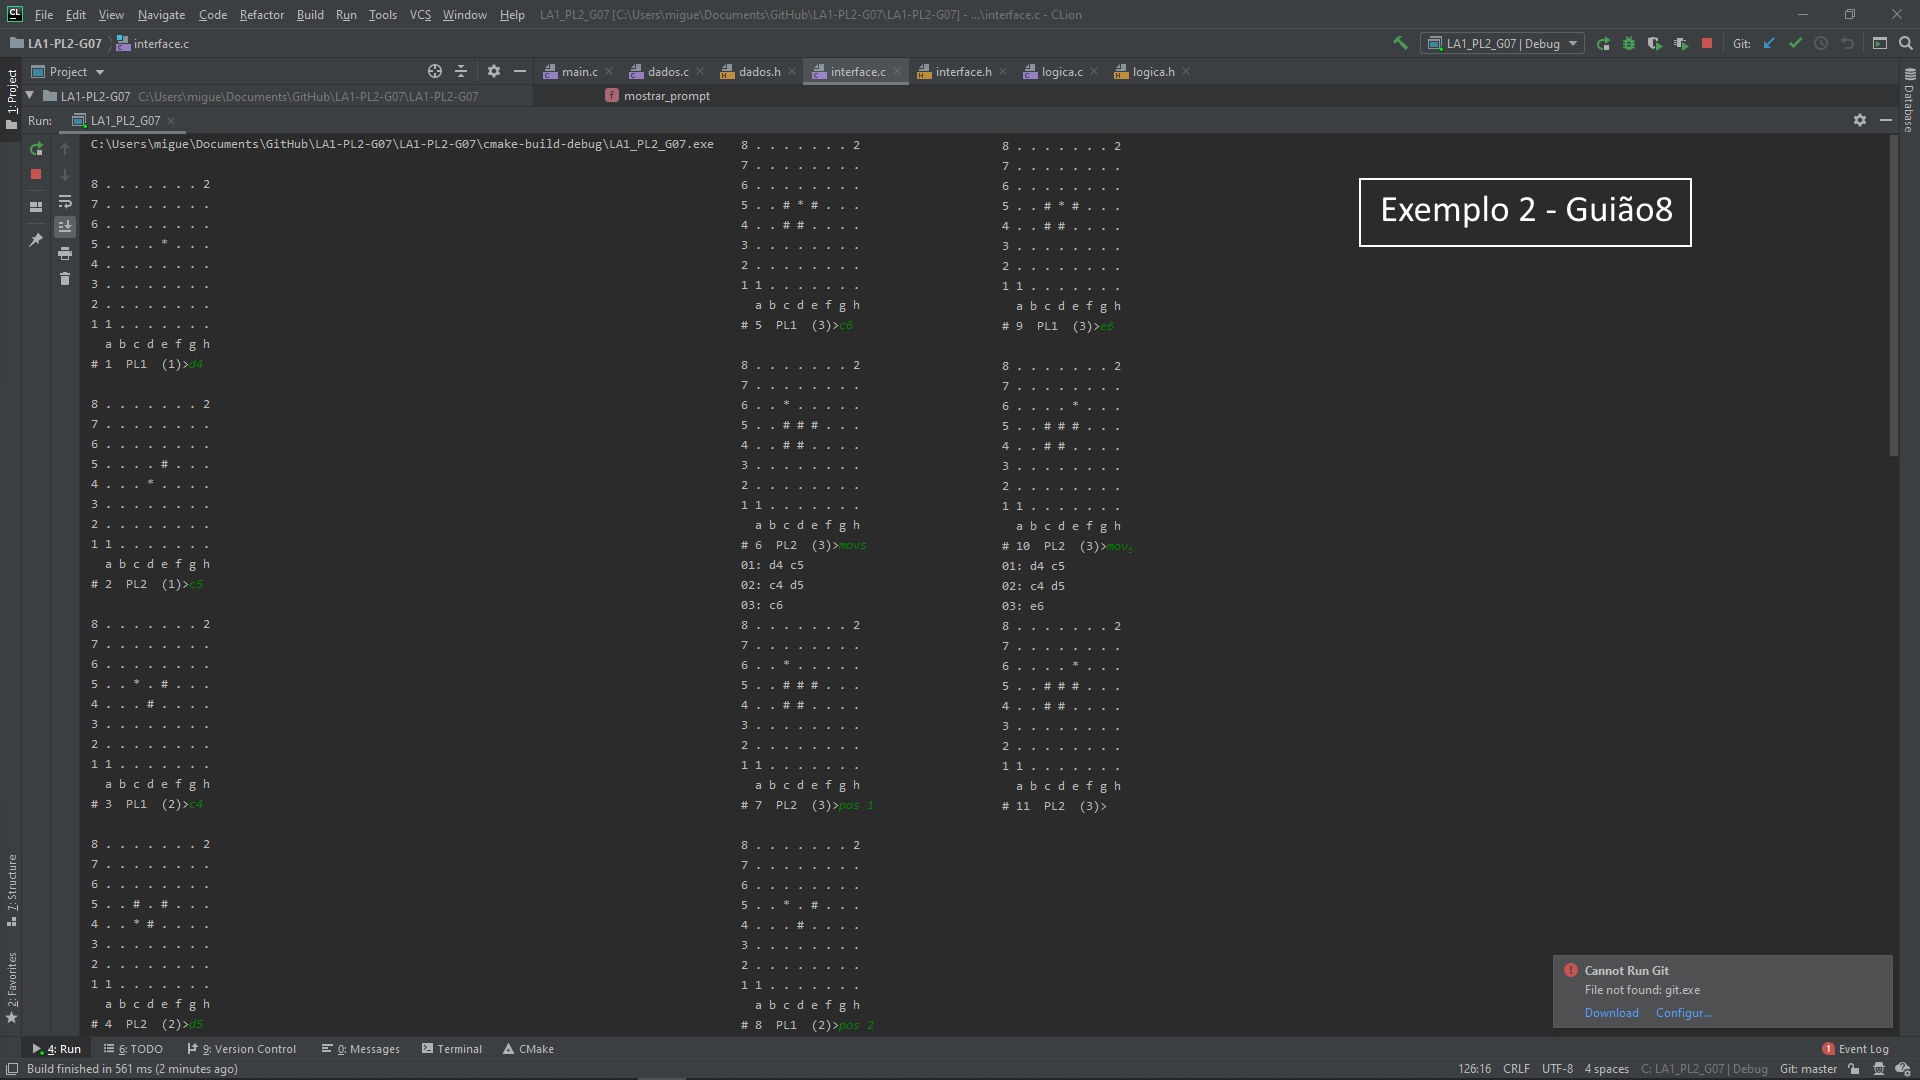 File Edit View Navigate Code Refactor Build Run Tools VCS Window Help LA1_PL2_G07 [C:\Users\migue\Documents\GitHub\LA1-PL2-G07\LA1-PL2-G07] - ...\interface.c - CLion
LA1-PL2-G07 interface.c LA1_PL2_G07 | Debug Git:
Project main.c dados.c dados.h interface.c interface.h logica.c logica.h
LA1-PL2-G07 C:\Users\migue\Documents\GitHub\LA1-PL2-G07\LA1-PL2-G07 mostrar_prompt
Run: LA1_PL2_G07
1: Project
Database
7: Structure
2: Favorites
C:\Users\migue\Documents\GitHub\LA1-PL2-G07\LA1-PL2-G07\cmake-build-debug\LA1_PL2_G07.exe
8 . . . . . . . 2
7 . . . . . . . .
6 . . . . . . . .
5 . . . . * . . .
4 . . . . . . . .
3 . . . . . . . .
2 . . . . . . . .
1 1 . . . . . . .
a b c d e f g h
# 1 PL1 (1)>d4
8 . . . . . . . 2
7 . . . . . . . .
6 . . . . . . . .
5 . . . . # . . .
4 . . . * . . . .
3 . . . . . . . .
2 . . . . . . . .
1 1 . . . . . . .
a b c d e f g h
# 2 PL2 (1)>c5
8 . . . . . . . 2
7 . . . . . . . .
6 . . . . . . . .
5 . . * . # . . .
4 . . . # . . . .
3 . . . . . . . .
2 . . . . . . . .
1 1 . . . . . . .
a b c d e f g h
# 3 PL1 (2)>c4
8 . . . . . . . 2
7 . . . . . . . .
6 . . . . . . . .
5 . . # . # . . .
4 . . * # . . . .
3 . . . . . . . .
2 . . . . . . . .
1 1 . . . . . . .
a b c d e f g h
# 4 PL2 (2)>d5
8 . . . . . . . 2
7 . . . . . . . .
6 . . . . . . . .
5 . . # * # . . .
4 . . # # . . . .
3 . . . . . . . .
2 . . . . . . . .
1 1 . . . . . . .
a b c d e f g h
# 5 PL1 (3)>c6
8 . . . . . . . 2
7 . . . . . . . .
6 . . * . . . . .
5 . . # # # . . .
4 . . # # . . . .
3 . . . . . . . .
2 . . . . . . . .
1 1 . . . . . . .
a b c d e f g h
# 6 PL2 (3)>movs
01: d4 c5
02: c4 d5
03: c6
8 . . . . . . . 2
7 . . . . . . . .
6 . . * . . . . .
5 . . # # # . . .
4 . . # # . . . .
3 . . . . . . . .
2 . . . . . . . .
1 1 . . . . . . .
a b c d e f g h
# 7 PL2 (3)>pos 1
8 . . . . . . . 2
7 . . . . . . . .
6 . . . . . . . .
5 . . * . # . . .
4 . . . # . . . .
3 . . . . . . . .
2 . . . . . . . .
1 1 . . . . . . .
a b c d e f g h
# 8 PL1 (2)>pos 2
8 . . . . . . . 2
7 . . . . . . . .
6 . . . . . . . .
5 . . # * # . . .
4 . . # # . . . .
3 . . . . . . . .
2 . . . . . . . .
1 1 . . . . . . .
a b c d e f g h
# 9 PL1 (3)>e6
8 . . . . . . . 2
7 . . . . . . . .
6 . . . . * . . .
5 . . # # # . . .
4 . . # # . . . .
3 . . . . . . . .
2 . . . . . . . .
1 1 . . . . . . .
a b c d e f g h
# 10 PL2 (3)>movs
01: d4 c5
02: c4 d5
03: e6
8 . . . . . . . 2
7 . . . . . . . .
6 . . . . * . . .
5 . . # # # . . .
4 . . # # . . . .
3 . . . . . . . .
2 . . . . . . . .
1 1 . . . . . . .
a b c d e f g h
# 11 PL2 (3)>
Exemplo 2 - Guião8
Cannot Run Git
File not found: git.exe
Download Configur...
4: Run 6: TODO 9: Version Control 0: Messages Terminal CMake 1 Event Log
Build finished in 561 ms (2 minutes ago) 126:16 CRLF UTF-8 4 spaces C: LA1_PL2_G07 | Debug Git: master